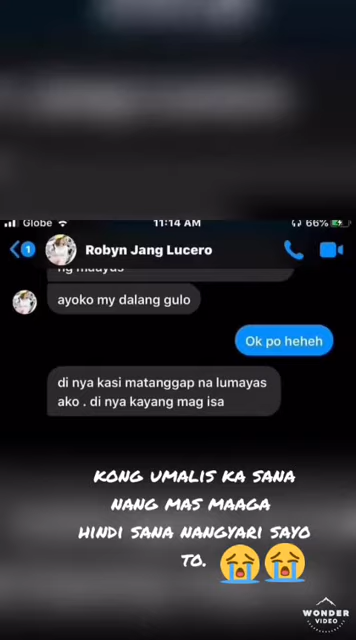 Globe
11:14 AM
66%
1
Robyn Jang Lucero
ng maayus
ayoko my dalang gulo
Ok po heheh
di nya kasi matanggap na lumayas
ako . di nya kayang mag isa
KONG UMALIS KA SANA
NANG MAS MAAGA
HINDI SANA NANGYARI SAYO
TO. 😭😭
WONDER
VIDEO